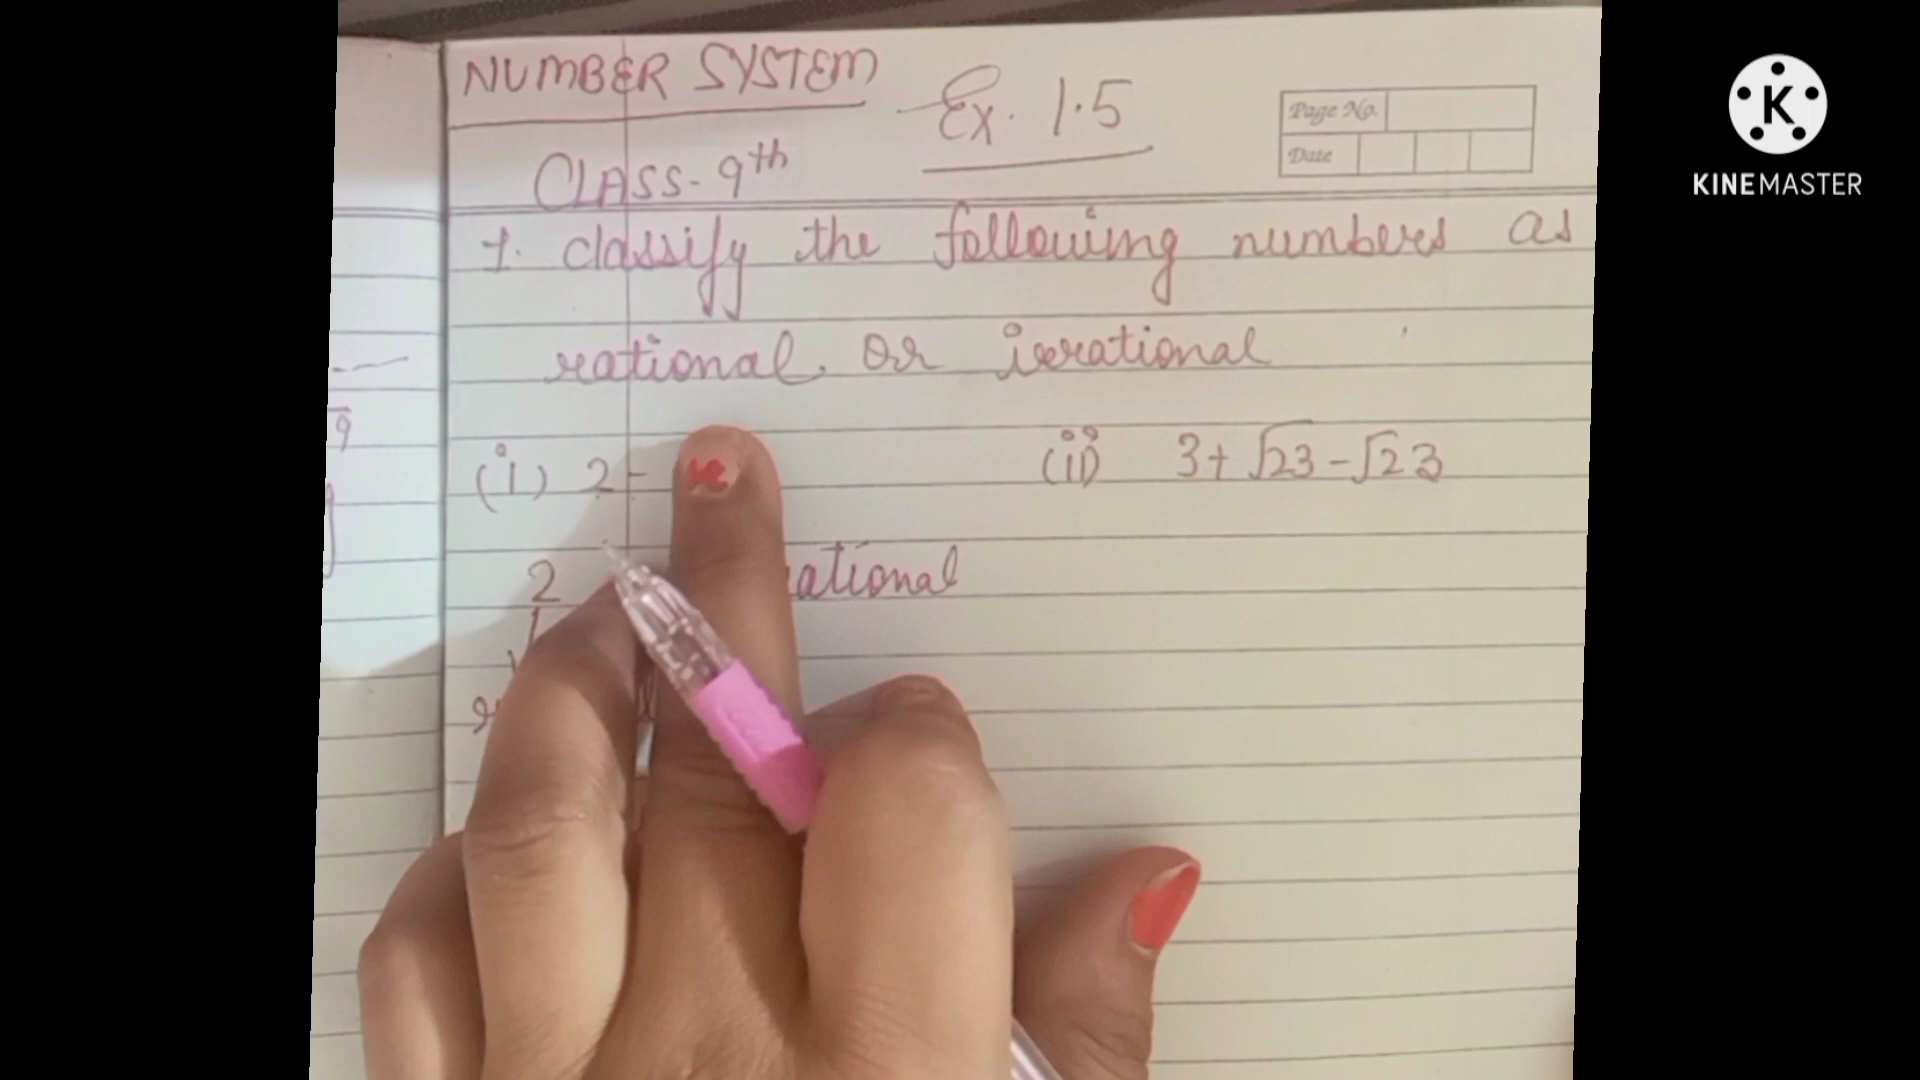 NUMBER SYSTEM
Ex. 1.5
Page No.
Date
CLASS-9th
1. classify the following numbers as
rational. or irrational
(i) 2-
(ii) 3+√23-√23
2
ational
K
KINEMASTER
9